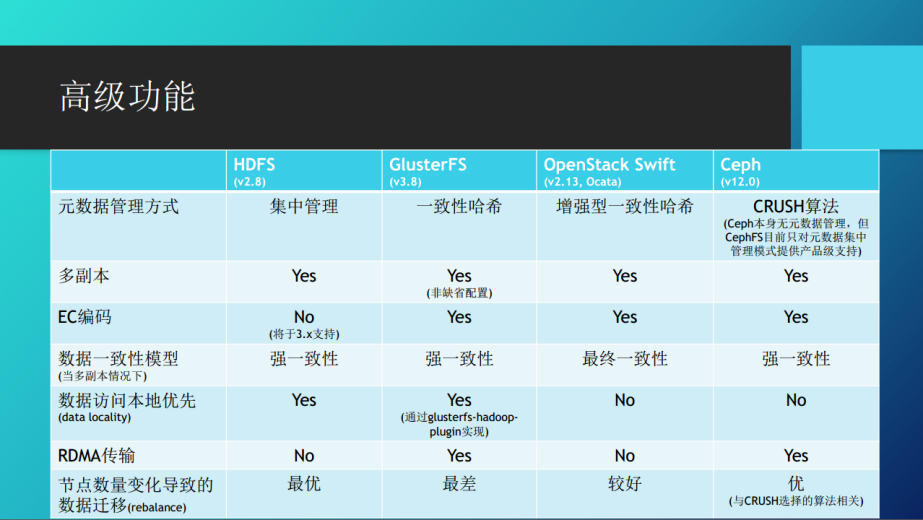 高级功能
HDFS GlusterFS OpenStack Swift Ceph
(v2.8) (v3.8) (v2.13, Ocata) (v12.0)
元数据管理方式 集中管理 一致性哈希 增强型一致性哈希 CRUSH算法
(Ceph本身无元数据管理，但
CephFS目前只对元数据集中
管理模式提供产品级支持)
多副本 Yes Yes Yes Yes
(非缺省配置)
EC编码 No Yes Yes Yes
(将于3.x支持)
数据一致性模型 强一致性 强一致性 最终一致性 强一致性
(当多副本情况下)
数据访问本地优先 Yes Yes No No
(data locality) (通过glusterfs-hadoop-
plugin实现)
RDMA传输 No Yes No Yes
节点数量变化导致的 最优 最差 较好 优
数据迁移(rebalance) (与CRUSH选择的算法相关)